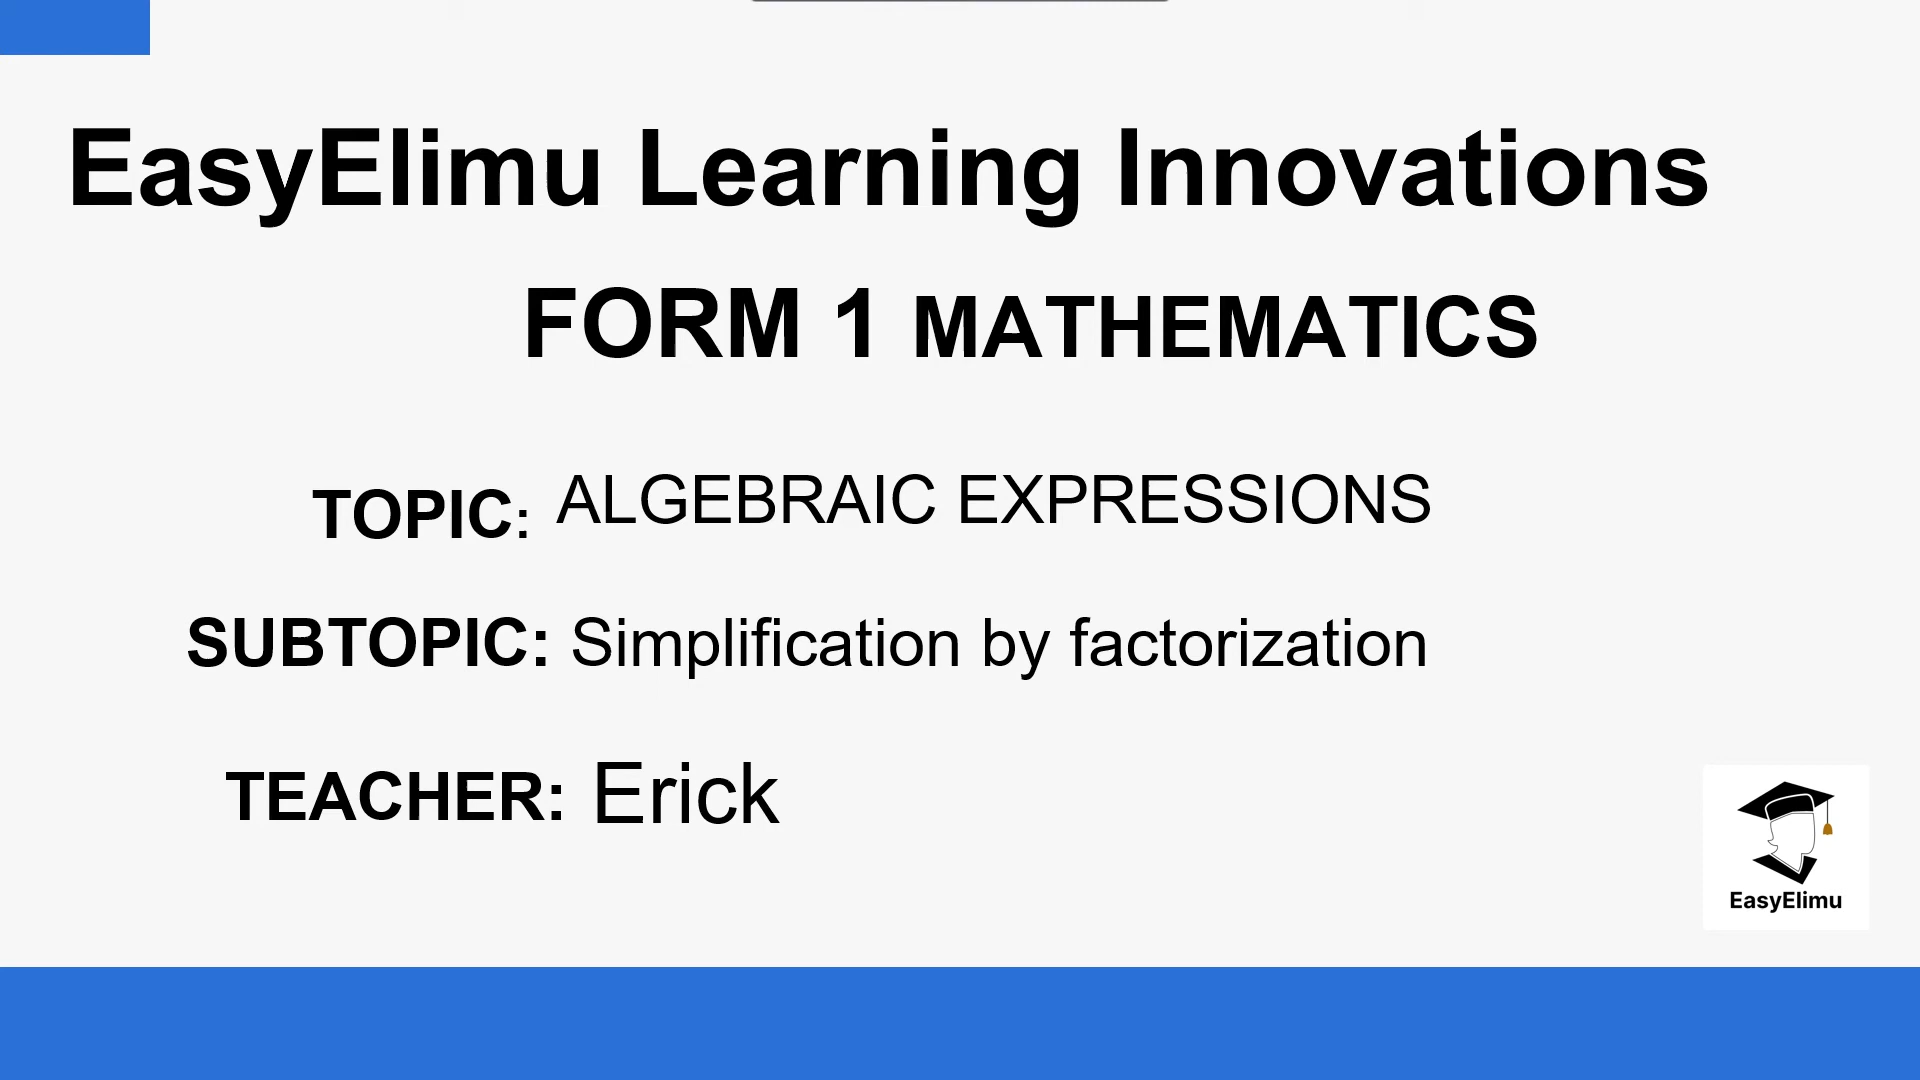 EasyElimu Learning Innovations
FORM 1 MATHEMATICS
TOPIC: ALGEBRAIC EXPRESSIONS
SUBTOPIC: Simplification by factorization
TEACHER: Erick
EasyElimu